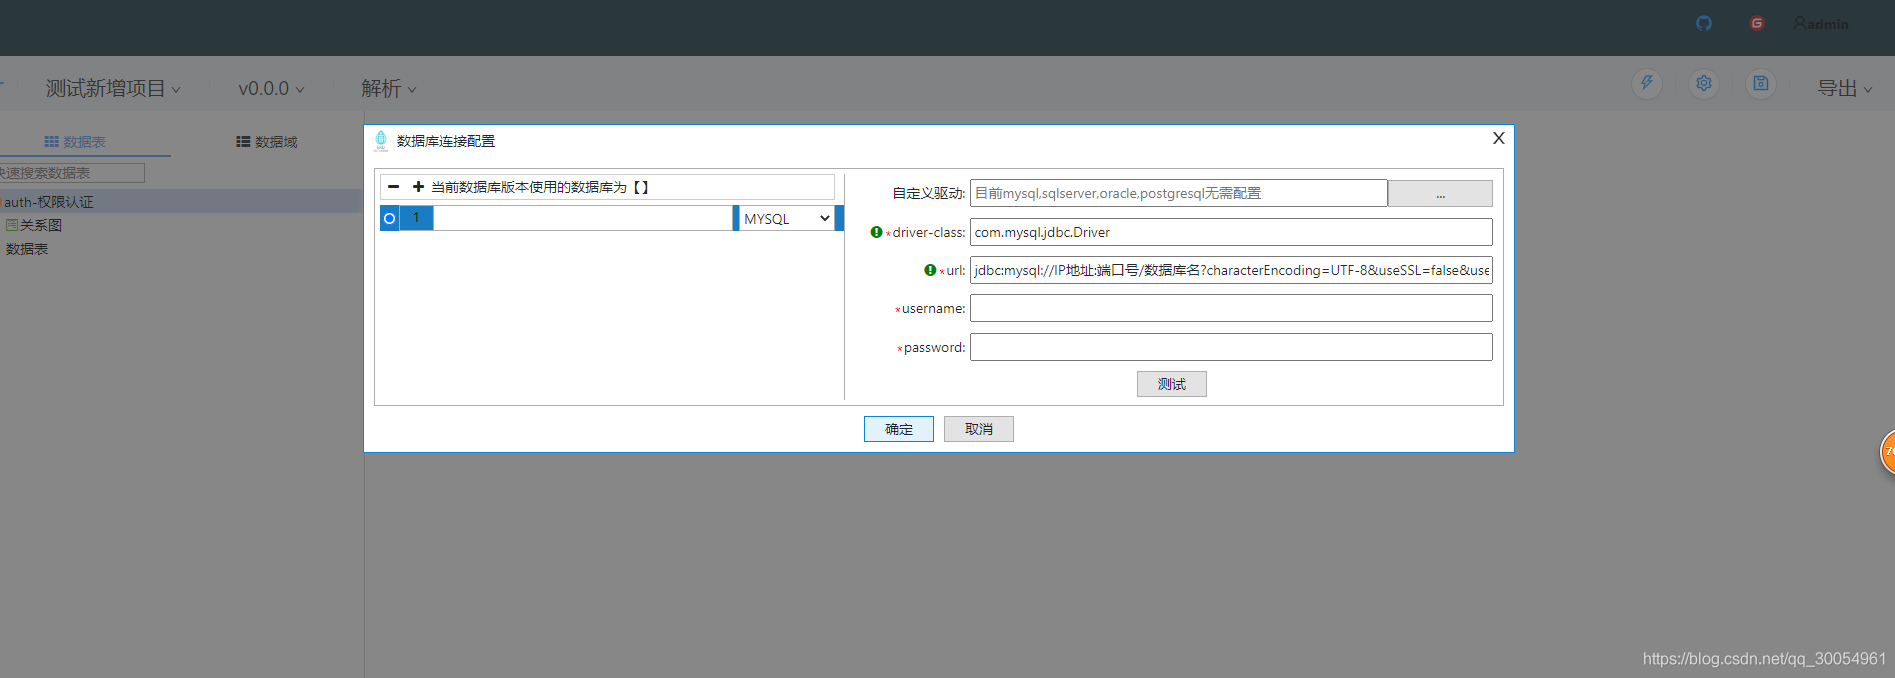 admin
测试新增项目
v0.0.0
解析
导出
数据表
数据域
快速搜索数据表
auth-权限认证
关系图
数据表
数据库连接配置
X
当前数据库版本使用的数据库为【】
1
MYSQL
自定义驱动:
目前mysql,sqlserver,oracle,postgresql无需配置
...
*driver-class:
com.mysql.jdbc.Driver
*url:
jdbc:mysql://IP地址:端口号/数据库名?characterEncoding=UTF-8&useSSL=false&use
*username:
*password:
测试
确定
取消
https://blog.csdn.net/qq_30054961